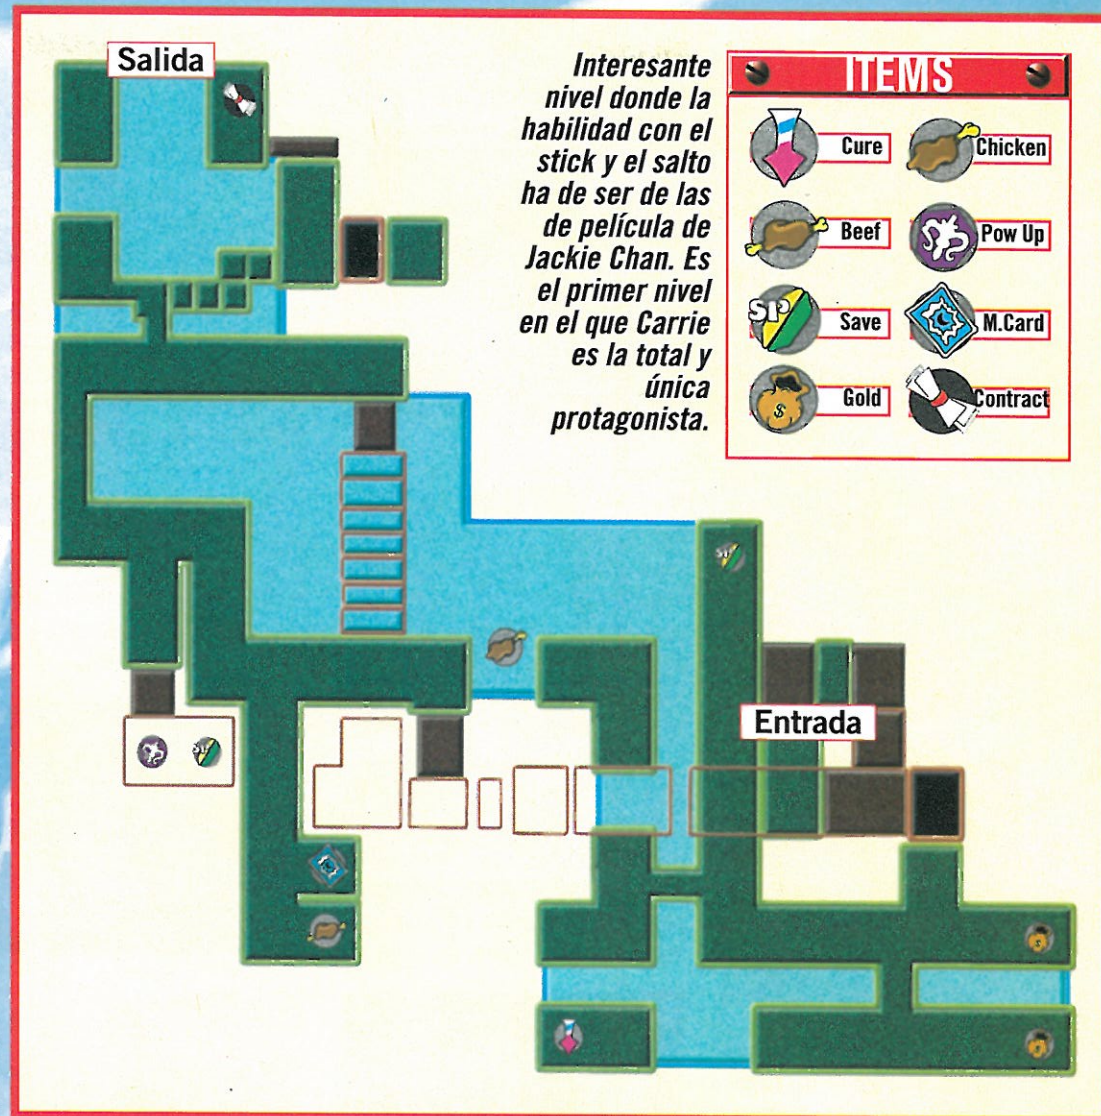 Salida
Interesante
nivel donde la
habilidad con el
stick y el salto
ha de ser de las
de película de
Jackie Chan. Es
el primer nivel
en el que Carrie
es la total y
única
protagonista.
ITEMS
Cure
Chicken
Beef
Pow Up
Save
M.Card
Gold
Contract
Entrada